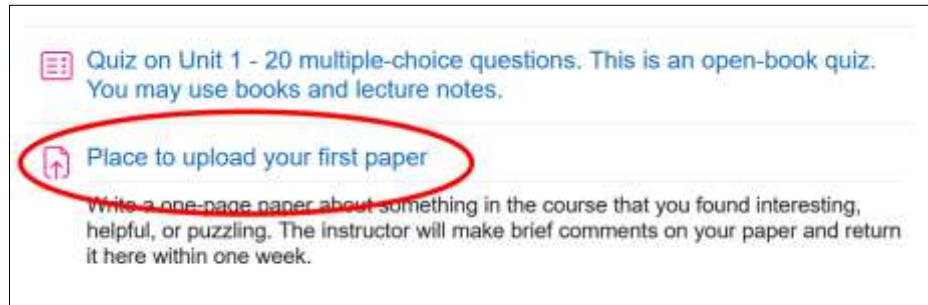 Quiz on Unit 1 - 20 multiple-choice questions. This is an open-book quiz.
You may use books and lecture notes.
Place to upload your first paper
Write a one-page paper about something in the course that you found interesting,
helpful, or puzzling. The instructor will make brief comments on your paper and return
it here within one week.